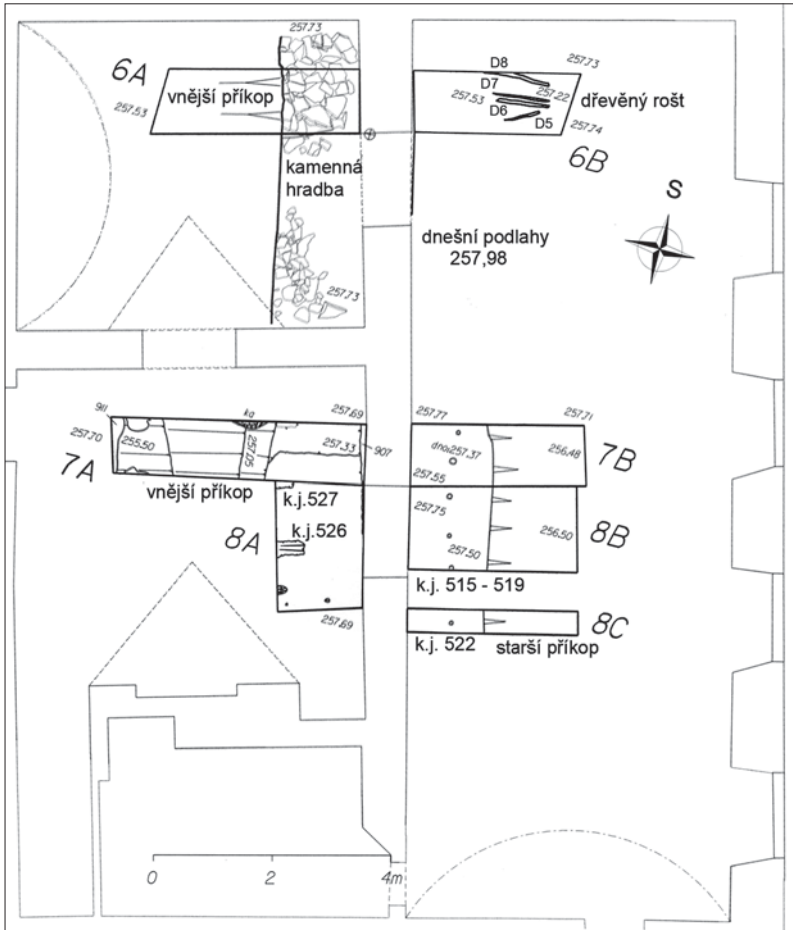 257.73
6A
vnější příkop
257.53
kamenná
hradba
257.73
D8
D7
257.53
257.22
D6
D5
257.73
dřevěný rošt
257.74
6B
S
dnešní podlahy
257,98
911
257.70
255.50
ka
257.05
257.69
257.33
907
7A
vnější příkop
k.j.527
8A
k.j.526
257.69
257.77
257.71
dno:257.37
256.48
7B
257.55
257.75
257.50
256.50
8B
k.j. 515 - 519
8C
k.j. 522
starší příkop
0
2
4m